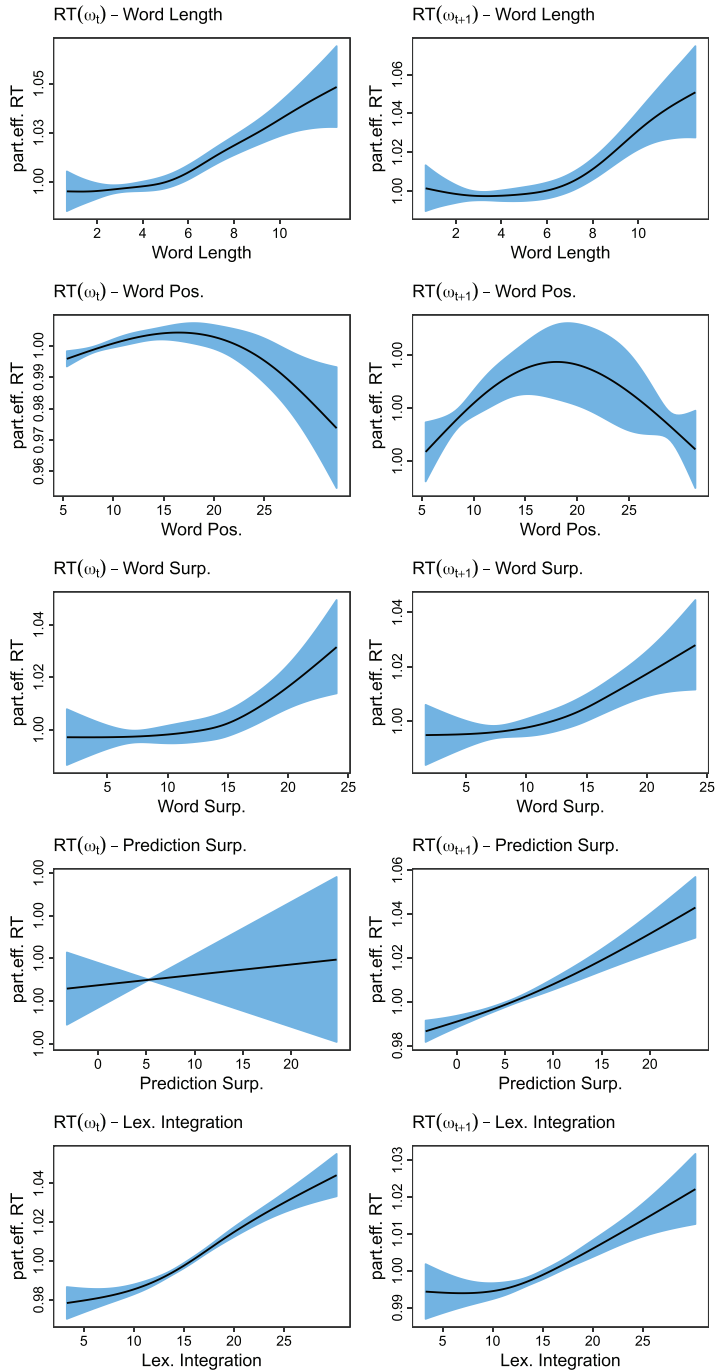 RT(ωt) – Word Length
part.eff. RT
1.00 1.03 1.05
2 4 6 8 10
Word Length
RT(ωt+1) – Word Length
part.eff. RT
1.00 1.02 1.04 1.06
2 4 6 8 10
Word Length
RT(ωt) – Word Pos.
part.eff. RT
0.96 0.97 0.98 0.99 1.00
5 10 15 20 25
Word Pos.
RT(ωt+1) – Word Pos.
part.eff. RT
1.00 1.00 1.00
5 10 15 20 25
Word Pos.
RT(ωt) – Word Surp.
part.eff. RT
1.00 1.02 1.04
5 10 15 20 25
Word Surp.
RT(ωt+1) – Word Surp.
part.eff. RT
1.00 1.02 1.04
5 10 15 20 25
Word Surp.
RT(ωt) – Prediction Surp.
part.eff. RT
1.00 1.00 1.00 1.00 1.00
0 5 10 15 20
Prediction Surp.
RT(ωt+1) – Prediction Surp.
part.eff. RT
0.98 1.00 1.02 1.04 1.06
0 5 10 15 20
Prediction Surp.
RT(ωt) – Lex. Integration
part.eff. RT
0.98 1.00 1.02 1.04
5 10 15 20 25
Lex. Integration
RT(ωt+1) – Lex. Integration
part.eff. RT
0.99 1.00 1.01 1.02 1.03
5 10 15 20 25
Lex. Integration